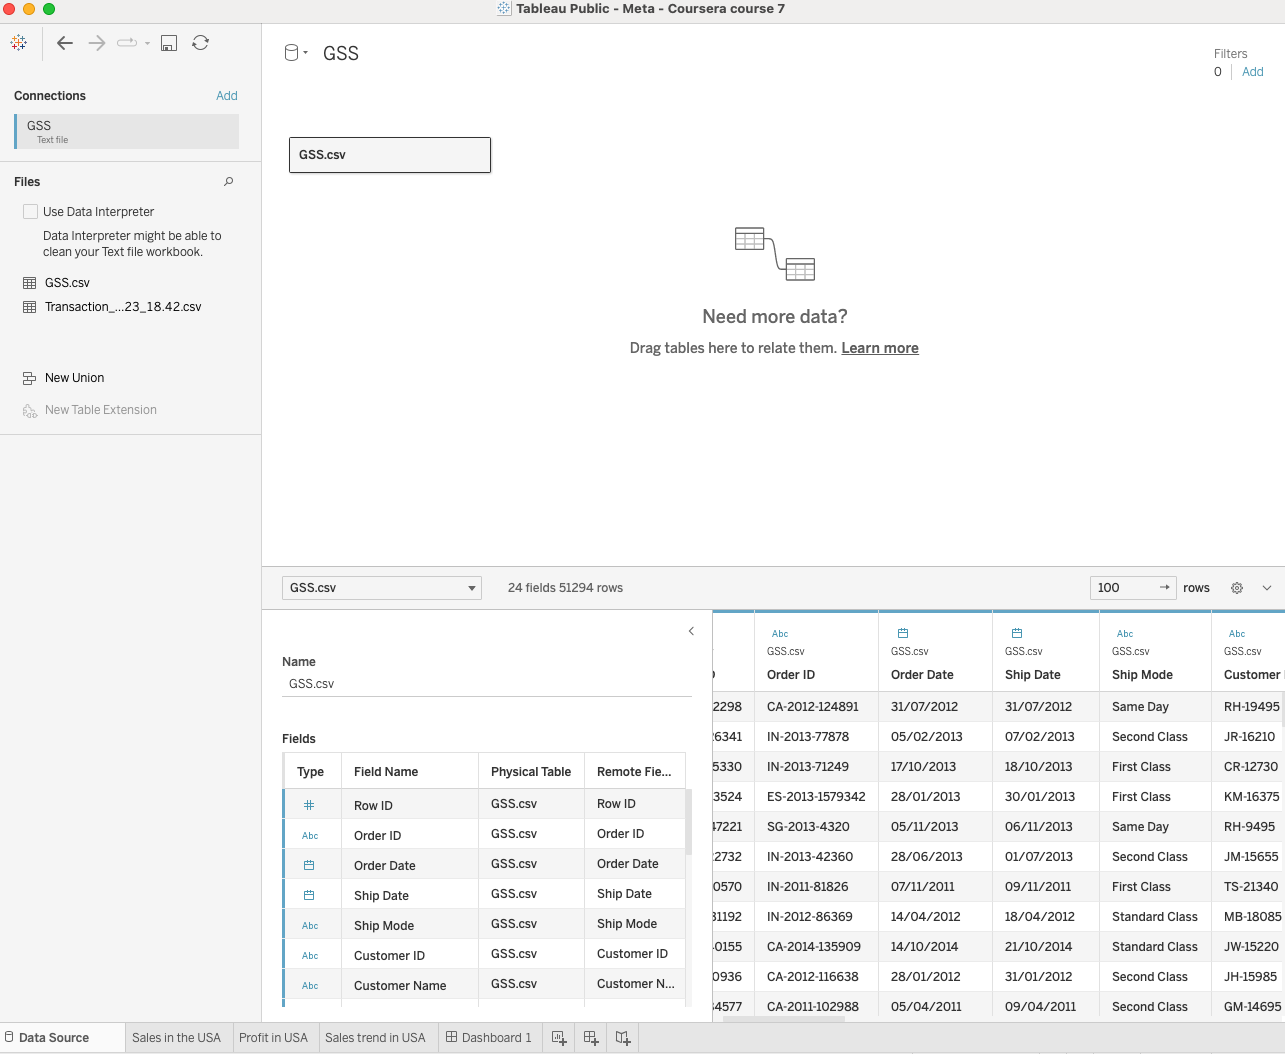 Tableau Public - Meta - Coursera course 7
Connections Add
GSS
Text file
Files
Use Data Interpreter
Data Interpreter might be able to
clean your Text file workbook.
GSS.csv
Transaction_...23_18.42.csv
New Union
New Table Extension
GSS
Filters
0 Add
GSS.csv
Need more data?
Drag tables here to relate them. Learn more
GSS.csv 24 fields 51294 rows 100 rows
Name
GSS.csv
Fields
Type Field Name Physical Table Remote Fie...
# Row ID GSS.csv Row ID
Abc Order ID GSS.csv Order ID
Order Date GSS.csv Order Date
Ship Date GSS.csv Ship Date
Abc Ship Mode GSS.csv Ship Mode
Abc Customer ID GSS.csv Customer ID
Abc Customer Name GSS.csv Customer N...
Abc Abc Abc
GSS.csv GSS.csv GSS.csv GSS.csv GSS.csv
Order ID Order Date Ship Date Ship Mode Customer
2298 CA-2012-124891 31/07/2012 31/07/2012 Same Day RH-19495
6341 IN-2013-77878 05/02/2013 07/02/2013 Second Class JR-16210
5330 IN-2013-71249 17/10/2013 18/10/2013 First Class CR-12730
3524 ES-2013-1579342 28/01/2013 30/01/2013 First Class KM-16375
7221 SG-2013-4320 05/11/2013 06/11/2013 Same Day RH-9495
2732 IN-2013-42360 28/06/2013 01/07/2013 Second Class JM-15655
0570 IN-2011-81826 07/11/2011 09/11/2011 First Class TS-21340
1192 IN-2012-86369 14/04/2012 18/04/2012 Standard Class MB-18085
0155 CA-2014-135909 14/10/2014 21/10/2014 Standard Class JW-15220
0936 CA-2012-116638 28/01/2012 31/01/2012 Second Class JH-15985
4577 CA-2011-102988 05/04/2011 09/04/2011 Second Class GM-14695
Data Source Sales in the USA Profit in USA Sales trend in USA Dashboard 1